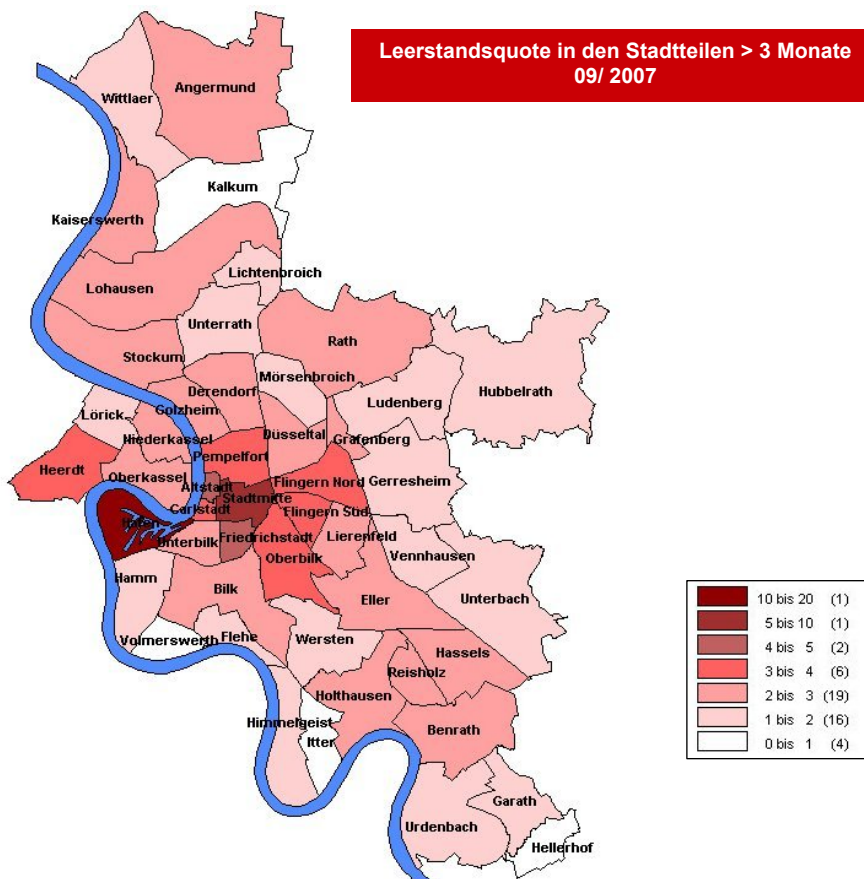 Leerstandsquote in den Stadtteilen > 3 Monate
09/ 2007
Angermund
Wittlaer
Kalkum
Kaiserswerth
Lichtenbroich
Lohausen
Unterrath
Rath
Stockum
Mörsenbroich
Derendorf
Hubbelrath
Ludenberg
Golzheim
Lörick
Düsseltal
Niederkassel
Grafenberg
Pempelfort
Heerdt
Oberkassel
Flingern Nord
Gerresheim
Altstadt
Stadtmitte
Carlstadt
Flingern Süd
Hafen
Lierenfeld
Unterbilk
Friedrichstadt
Vennhausen
Oberbilk
Hamm
Bilk
Unterbach
Eller
Volmerswerth
Flehe
Wersten
Hassels
Reisholz
Holthausen
Himmelgeist
Benrath
Itter
Garath
Urdenbach
Hellerhof
10 bis 20 (1)
5 bis 10 (1)
4 bis 5 (2)
3 bis 4 (6)
2 bis 3 (19)
1 bis 2 (16)
0 bis 1 (4)